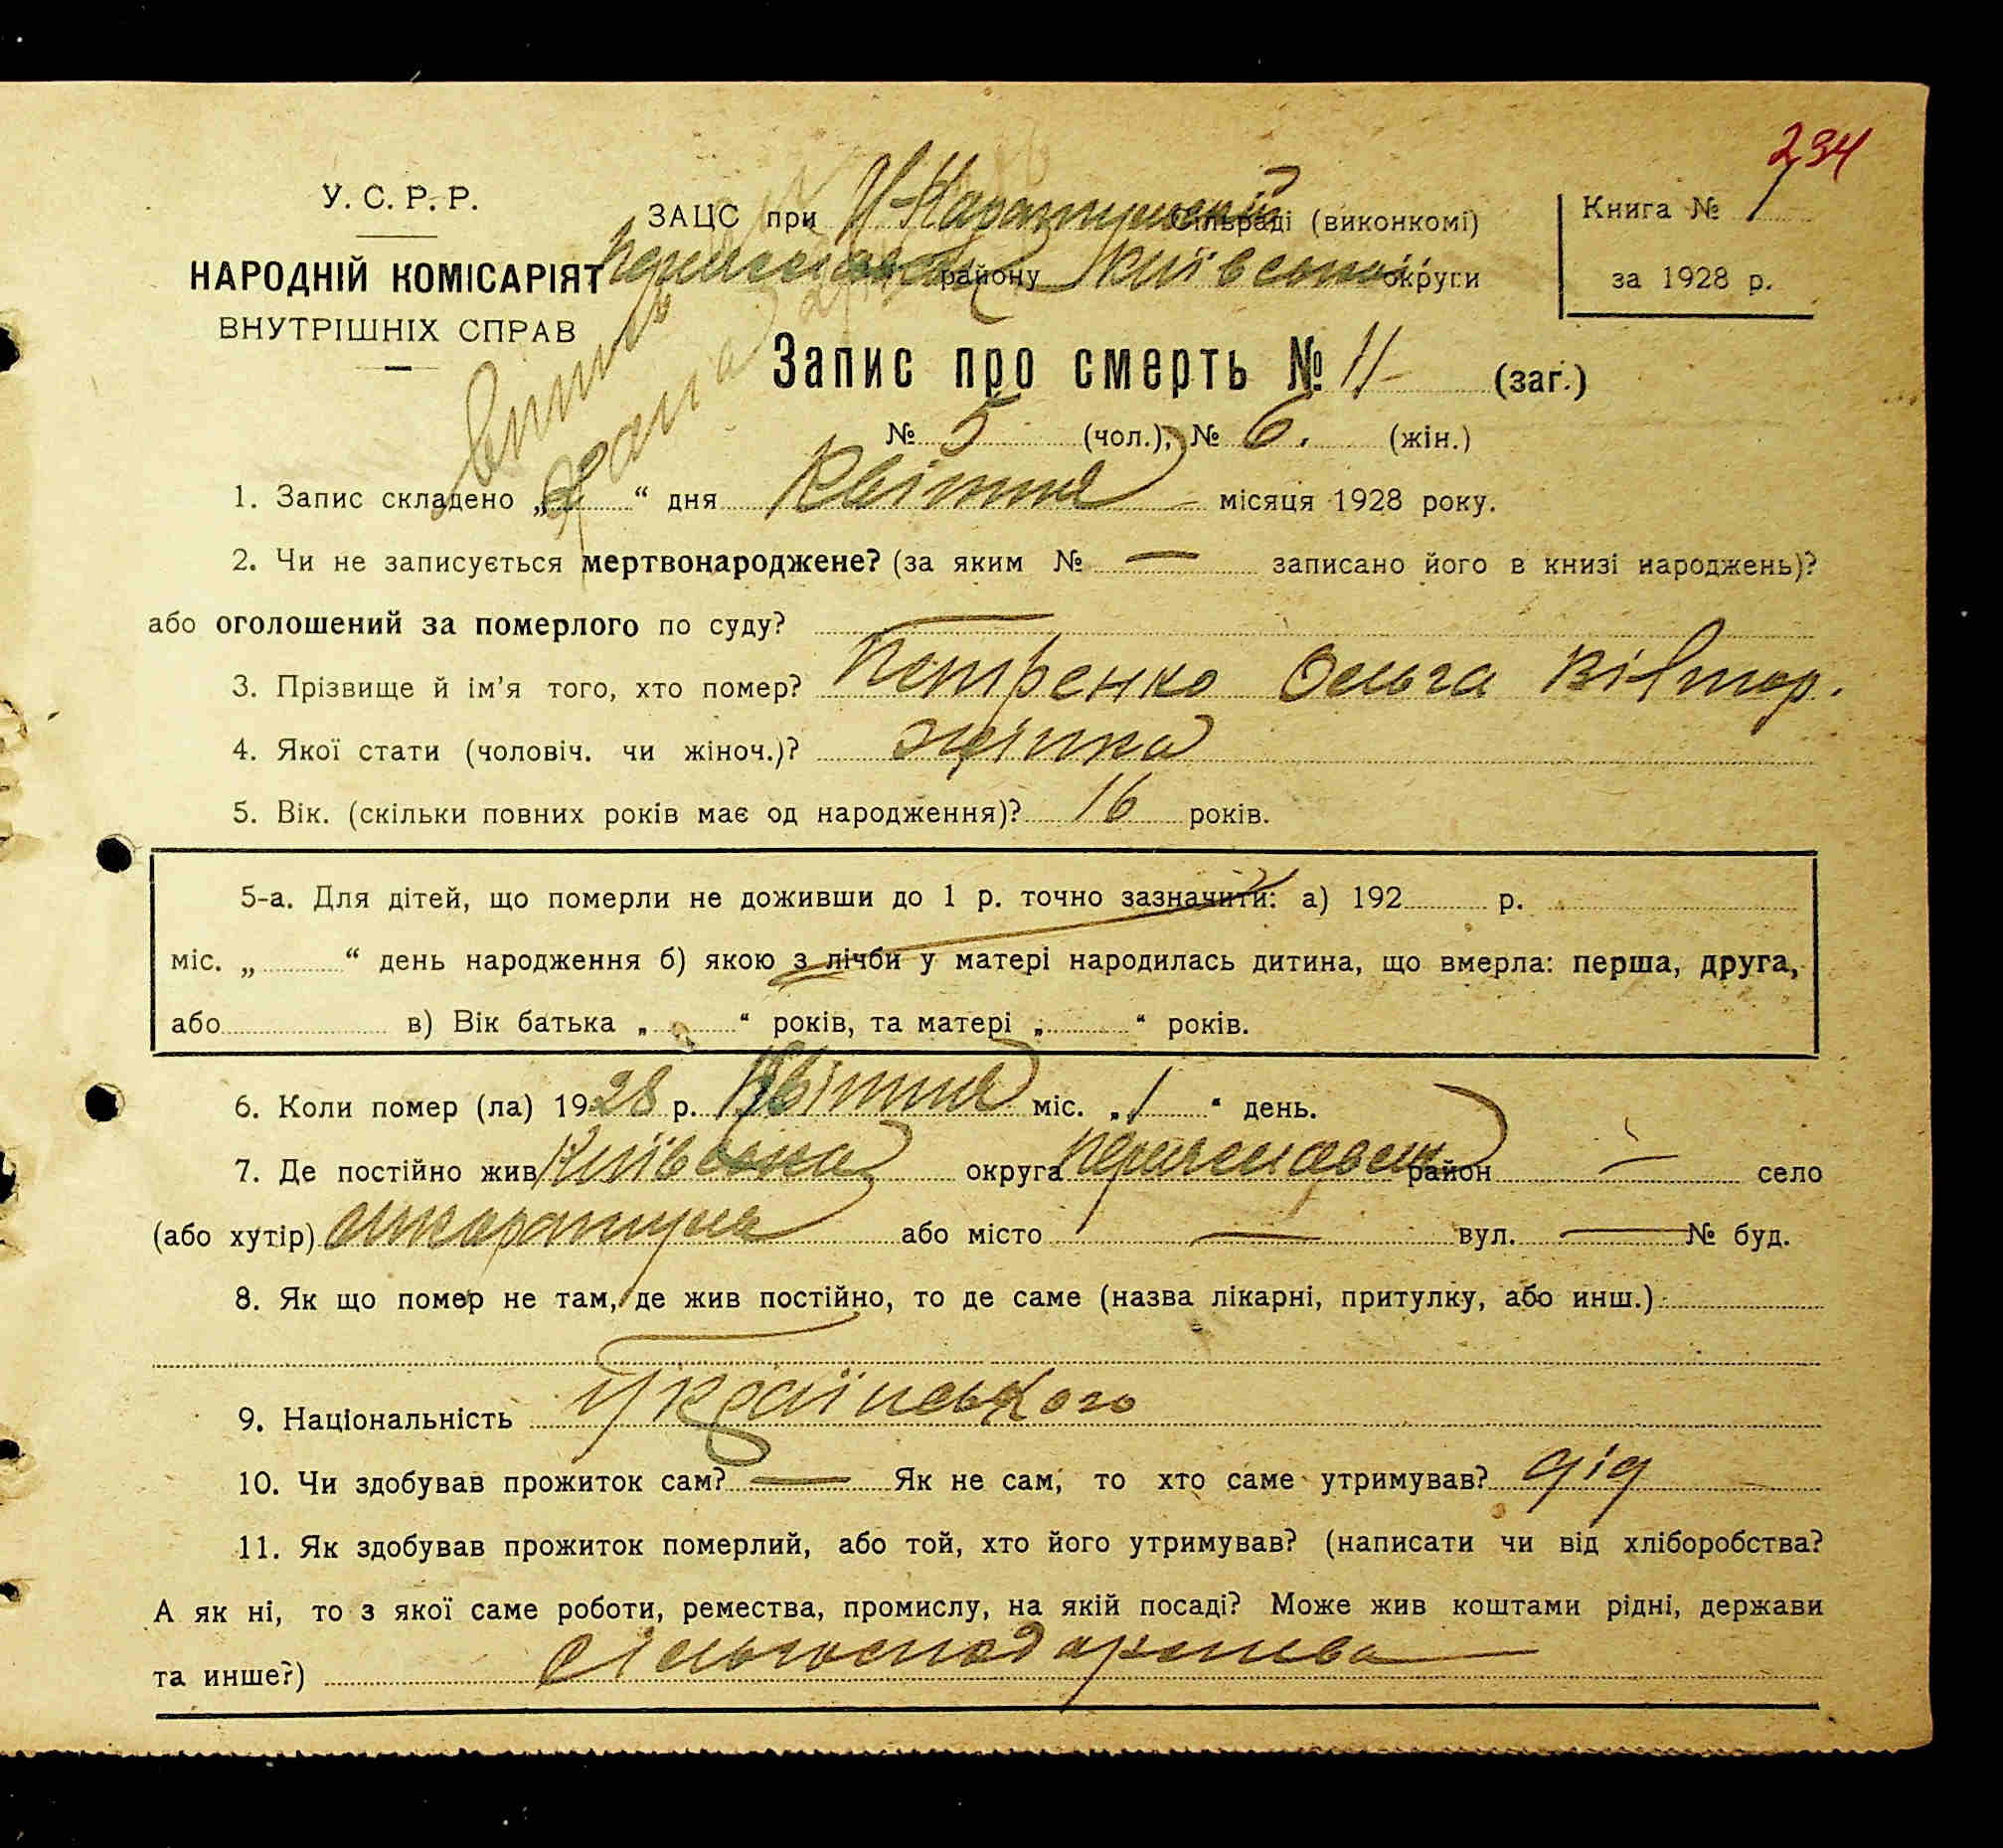 234
У. С. Р. Р.
НАРОДНІЙ КОМІСАРІЯТ
ВНУТРІШНІХ СПРАВ
ЗАЦС при Каратульській сільраді (виконкомі)
району Київської округи
Книга № 1
за 1928 р.
Запис про смерть № 11 (заг.)
№ 5 (чол.), № 6. (жін.)
1. Запис складено „2“ дня Квітня місяця 1928 року.
2. Чи не записується мертвонароджене? (за яким № — записано його в книзі народжень)?
або оголошений за померлого по суду? —
3. Прізвище й ім’я того, хто помер? Петренко Ольга Віктор.
4. Якої стати (чоловіч. чи жіноч.)? жінка
5. Вік. (скільки повних років має од народження)? 16 років.
5-а. Для дітей, що померли не доживши до 1 р. точно зазначити: а) 192 р.
міс. „ “ день народження б) якою з лічби у матері народилась дитина, що вмерла: перша, друга,
або в) Вік батька „ “ років, та матері „ “ років.
6. Коли помер (ла) 1928 р. Квітня міс. „1“ день.
7. Де постійно жив Київська округа район — село
(або хутір) або місто — вул. — № буд.
8. Як що помер не там, де жив постійно, то де саме (назва лікарні, притулку, або инш.)
9. Національність Українського
10. Чи здобував прожиток сам? — Як не сам, то хто саме утримував? дід
11. Як здобував прожиток померлий, або той, хто його утримував? (написати чи від хліборобства?
А як ні, то з якої саме роботи, ремества, промислу, на якій посаді? Може жив коштами рідні, держави
та инше?) сільгосподарства